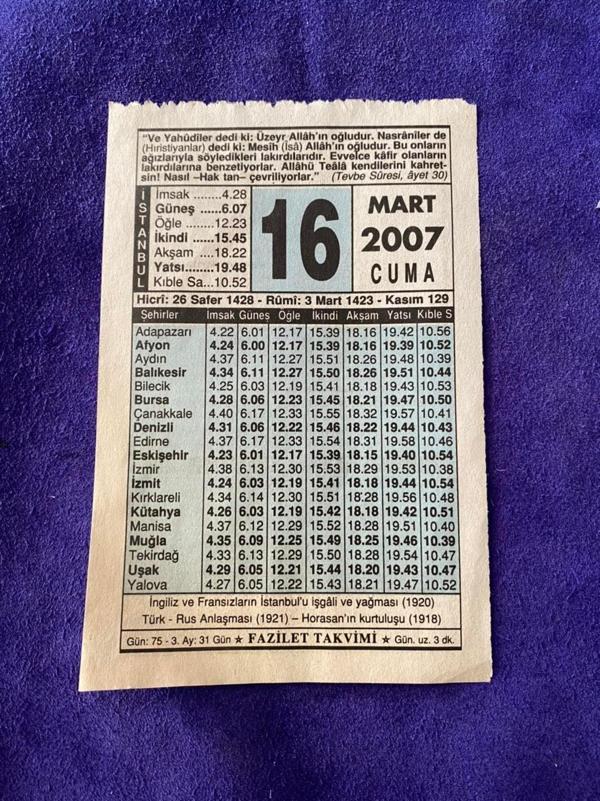 "Ve Yahûdîler dedi ki: Üzeyr Allâh'ın oğludur. Nasrânîler de
(Hıristiyanlar) dedi ki: Mesîh (Îsâ) Allâh'ın oğludur. Bu onların
ağızlarıyla söyledikleri lakırdılarıdır. Evvelce kâfir olanların
lakırdılarına benzetiyorlar. Allâhü Teâlâ kendilerini kahret-
sin! Nasıl –Hak tan– çevriliyorlar." (Tevbe Sûresi, âyet 30)
İSTANBUL
İmsak ........4.28
Güneş ......6.07
Öğle ........12.23
İkindi ......15.45
Akşam ....18.22
Yatsı........19.48
Kıble Sa...10.52
16
MART
2007
CUMA
Hicrî: 26 Safer 1428 - Rûmî: 3 Mart 1423 - Kasım 129
Şehirler İmsak Güneş Öğle İkindi Akşam Yatsı Kıble S
Adapazarı 4.22 6.01 12.17 15.39 18.16 19.42 10.56
Afyon 4.24 6.00 12.17 15.39 18.16 19.39 10.52
Aydın 4.37 6.11 12.27 15.51 18.26 19.48 10.39
Balıkesir 4.34 6.11 12.27 15.50 18.26 19.51 10.44
Bilecik 4.25 6.03 12.19 15.41 18.18 19.43 10.53
Bursa 4.28 6.06 12.23 15.45 18.21 19.47 10.50
Çanakkale 4.40 6.17 12.33 15.55 18.32 19.57 10.41
Denizli 4.31 6.06 12.22 15.46 18.22 19.44 10.43
Edirne 4.37 6.17 12.33 15.54 18.31 19.58 10.46
Eskişehir 4.23 6.01 12.17 15.39 18.15 19.40 10.54
İzmir 4.38 6.13 12.30 15.53 18.29 19.53 10.38
İzmit 4.24 6.03 12.19 15.41 18.18 19.44 10.54
Kırklareli 4.34 6.14 12.30 15.51 18.28 19.56 10.48
Kütahya 4.26 6.03 12.19 15.42 18.18 19.42 10.51
Manisa 4.37 6.12 12.29 15.52 18.28 19.51 10.40
Muğla 4.35 6.09 12.25 15.49 18.25 19.46 10.39
Tekirdağ 4.33 6.13 12.29 15.50 18.28 19.54 10.47
Uşak 4.29 6.05 12.21 15.44 18.20 19.43 10.47
Yalova 4.27 6.05 12.22 15.43 18.21 19.47 10.52
İngiliz ve Fransızların İstanbul'u işgâli ve yağması (1920)
Türk - Rus Anlaşması (1921) – Horasan'ın kurtuluşu (1918)
Gün: 75 - 3. Ay: 31 Gün ★ FAZİLET TAKVİMİ ★ Gün. uz. 3 dk.